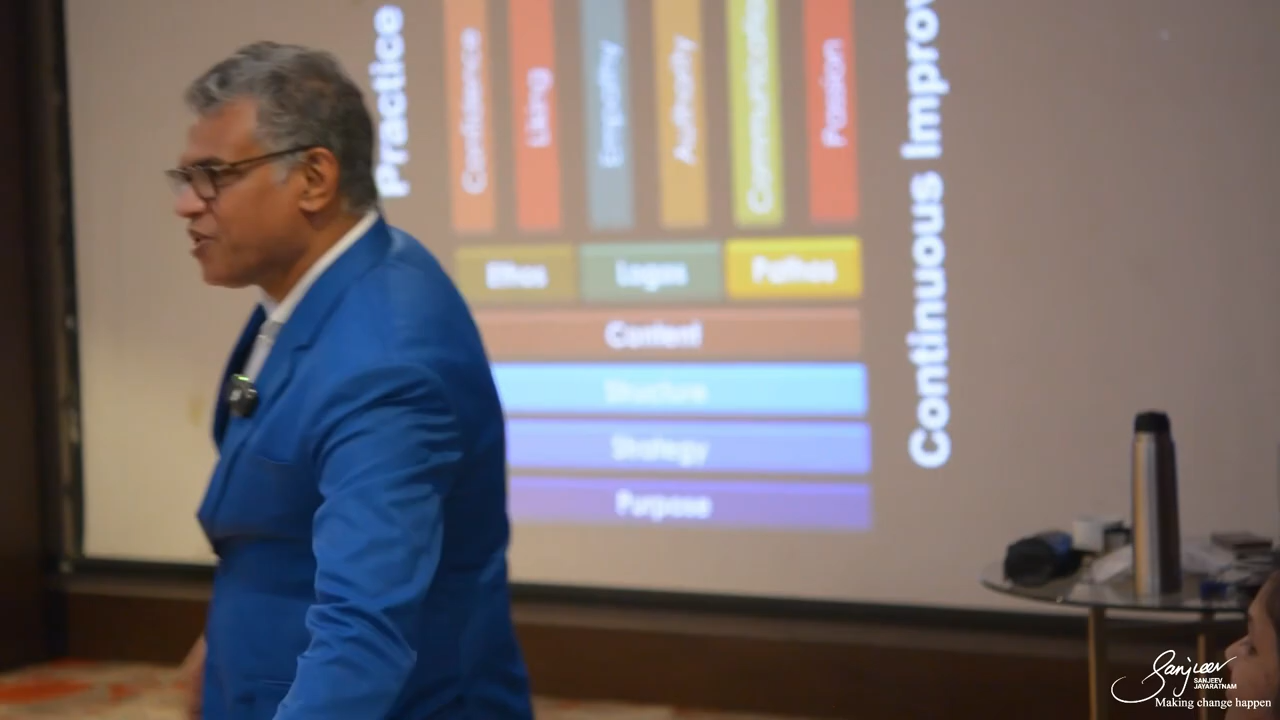 Practice
Confidence
Liking
Empathy
Authority
Communication
Passion
Continuous Improv
Ethos
Logos
Pathos
Content
Structure
Strategy
Purpose
Sanjeev
SANJEEV
JAYARATNAM
Making change happen